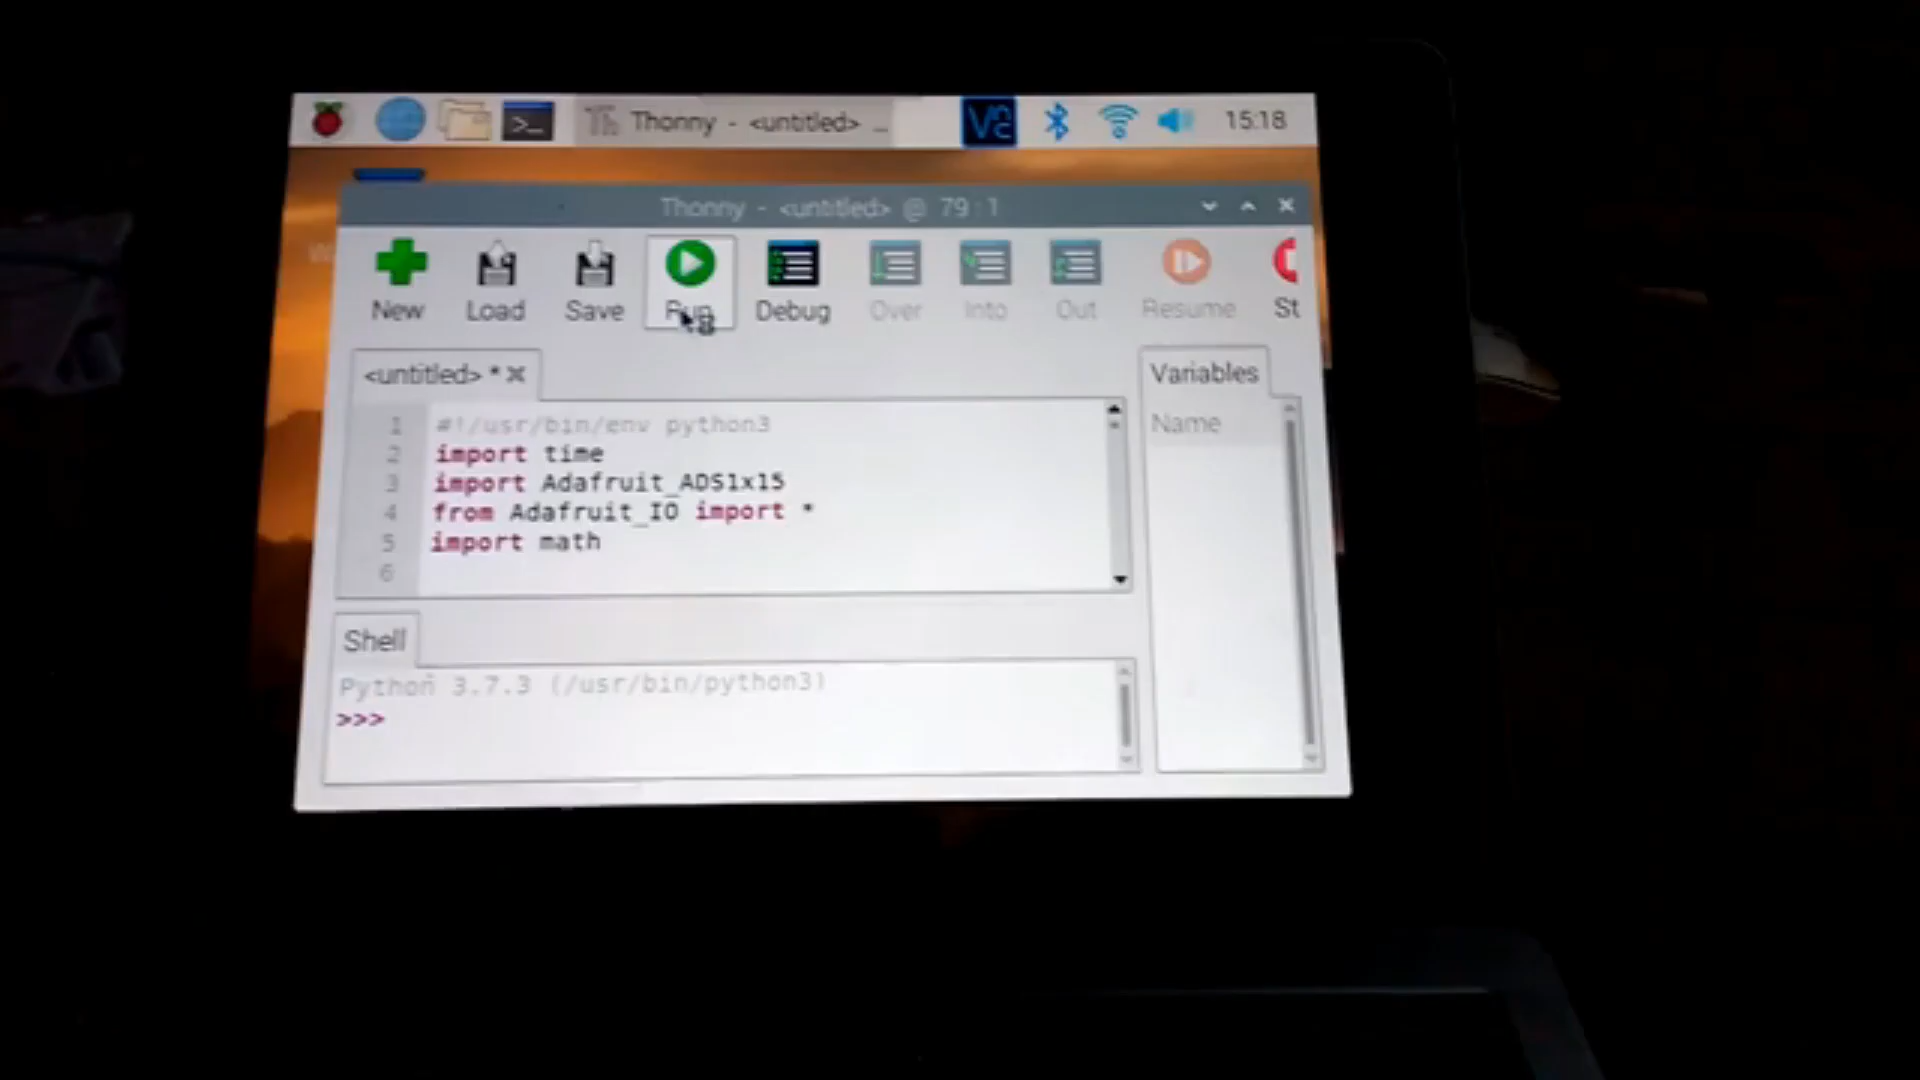 Thonny - <untitled> ...
15:18
Thonny - <untitled> @ 79 : 1
New Load Save Run Debug Over Into Out Resume St
<untitled> *
Variables
Name
1 #!/usr/bin/env python3
2 import time
3 import Adafruit_ADS1x15
4 from Adafruit_IO import *
5 import math
6
Shell
Python 3.7.3 (/usr/bin/python3)
>>>